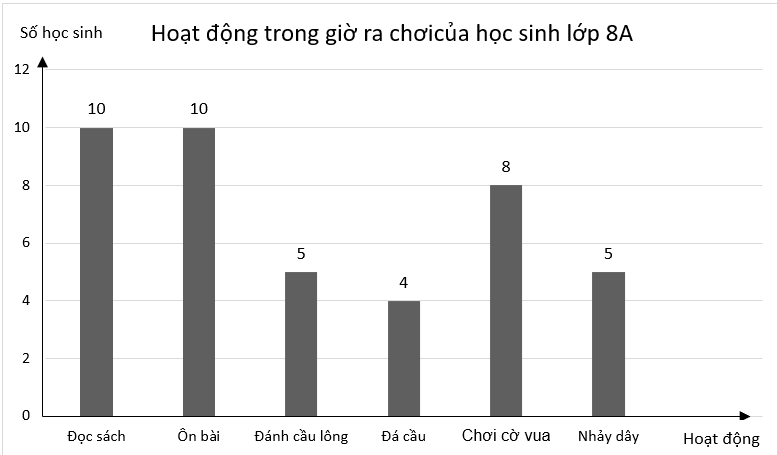 Số học sinh
Hoạt động trong giờ ra chơicủa học sinh lớp 8A
12
10
8
6
4
2
0
10
10
5
4
8
5
Đọc sách
Ôn bài
Đánh cầu lông
Đá cầu
Chơi cờ vua
Nhảy dây
Hoạt động